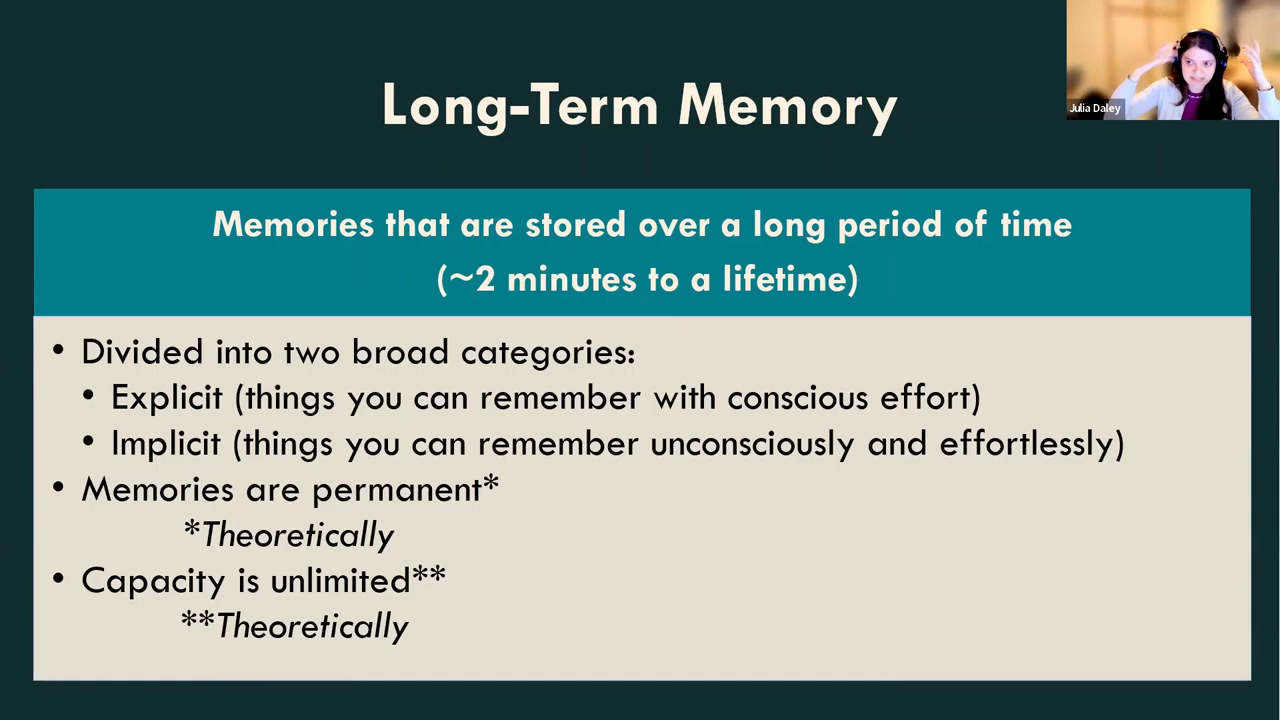 Julia Daley
Long-Term Memory
Memories that are stored over a long period of time
(~2 minutes to a lifetime)
• Divided into two broad categories:
• Explicit (things you can remember with conscious effort)
• Implicit (things you can remember unconsciously and effortlessly)
• Memories are permanent*
*Theoretically
• Capacity is unlimited**
**Theoretically